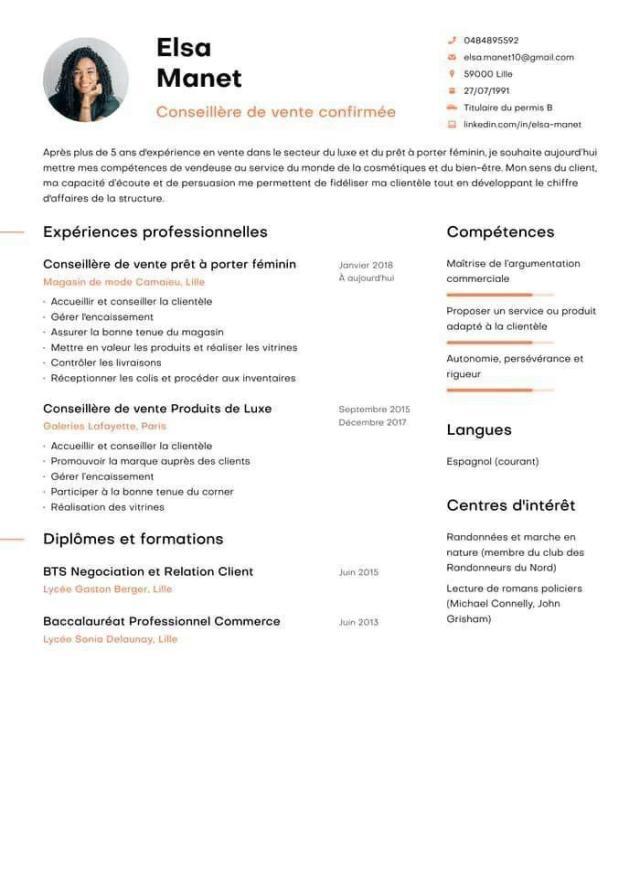 Elsa
Manet
Conseillère de vente confirmée
0484895592
elsa.manet10@gmail.com
59000 Lille
27/07/1991
Titulaire du permis B
linkedin.com/in/elsa-manet
Après plus de 5 ans d'expérience en vente dans le secteur du luxe et du prêt à porter féminin, je souhaite aujourd'hui
mettre mes compétences de vendeuse au service du monde de la cosmétiques et du bien-être. Mon sens du client,
ma capacité d'écoute et de persuasion me permettent de fidéliser ma clientèle tout en développant le chiffre
d'affaires de la structure.
Expériences professionnelles
Conseillère de vente prêt à porter féminin
Janvier 2018
À aujourd'hui
Magasin de mode Camaïeu, Lille
· Accueillir et conseiller la clientèle
· Gérer l'encaissement
· Assurer la bonne tenue du magasin
· Mettre en valeur les produits et réaliser les vitrines
· Contrôler les livraisons
· Réceptionner les colis et procéder aux inventaires
Conseillère de vente Produits de Luxe
Septembre 2015
Décembre 2017
Galeries Lafayette, Paris
· Accueillir et conseiller la clientèle
· Promouvoir la marque auprès des clients
· Gérer l'encaissement
· Participer à la bonne tenue du corner
· Réalisation des vitrines
Diplômes et formations
BTS Negociation et Relation Client
Juin 2015
Lycée Gaston Berger, Lille
Baccalauréat Professionnel Commerce
Juin 2013
Lycée Sonia Delaunay, Lille
Compétences
Maîtrise de l'argumentation
commerciale
Proposer un service ou produit
adapté à la clientèle
Autonomie, persévérance et
rigueur
Langues
Espagnol (courant)
Centres d'intérêt
Randonnées et marche en
nature (membre du club des
Randonneurs du Nord)
Lecture de romans policiers
(Michael Connelly, John
Grisham)